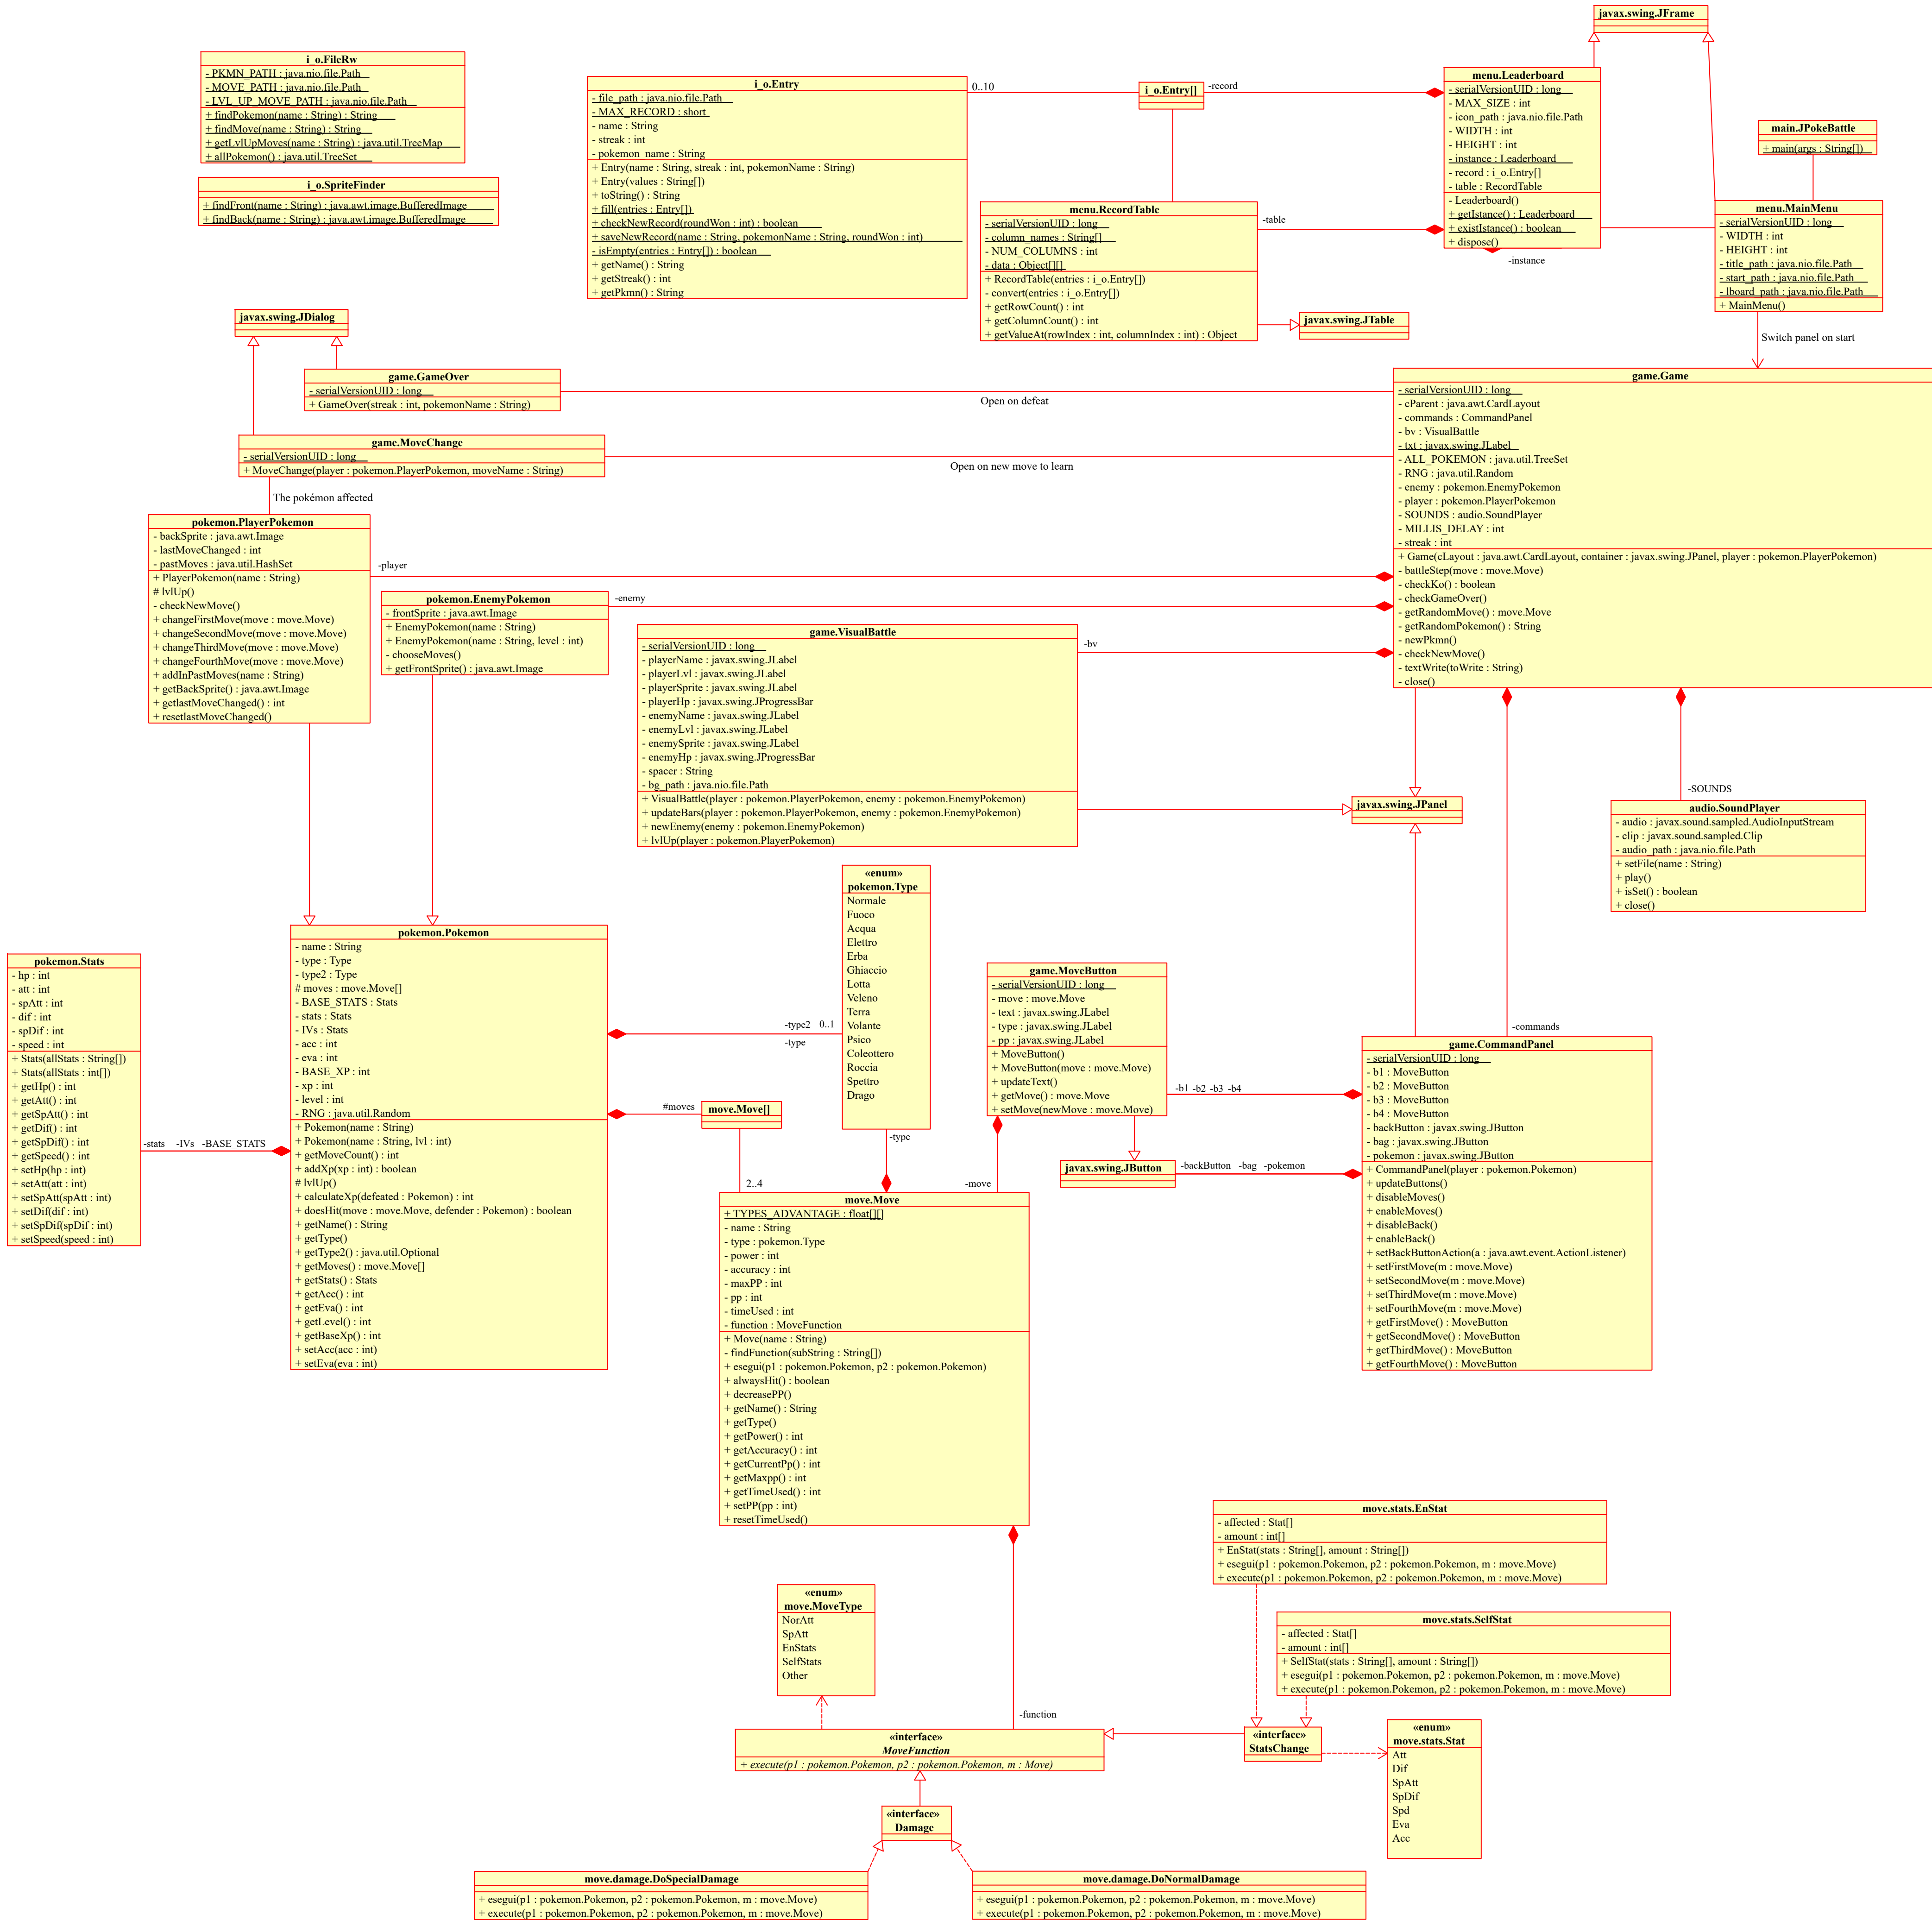 javax.swing.JFrame
i_o.FileRw
- PKMN_PATH : java.nio.file.Path
- MOVE_PATH : java.nio.file.Path
- LVL_UP_MOVE_PATH : java.nio.file.Path
+ findPokemon(name : String) : String
+ findMove(name : String) : String
+ getLvlUpMoves(name : String) : java.util.TreeMap
+ allPokemon() : java.util.TreeSet
i_o.SpriteFinder
+ findFront(name : String) : java.awt.image.BufferedImage
+ findBack(name : String) : java.awt.image.BufferedImage
i_o.Entry
- file_path : java.nio.file.Path
- MAX_RECORD : short
- name : String
- streak : int
- pokemon_name : String
+ Entry(name : String, streak : int, pokemonName : String)
+ Entry(values : String[])
+ toString() : String
+ fill(entries : Entry[])
+ checkNewRecord(roundWon : int) : boolean
+ saveNewRecord(name : String, pokemonName : String, roundWon : int)
- isEmpty(entries : Entry[]) : boolean
+ getName() : String
+ getStreak() : int
+ getPkmn() : String
0..10
i_o.Entry[]
-record
menu.Leaderboard
- serialVersionUID : long
- MAX_SIZE : int
- icon_path : java.nio.file.Path
- WIDTH : int
- HEIGHT : int
- instance : Leaderboard
- record : i_o.Entry[]
- table : RecordTable
- Leaderboard()
+ getIstance() : Leaderboard
+ existIstance() : boolean
+ dispose()
-table
-instance
main.JPokeBattle
+ main(args : String[])
menu.RecordTable
- serialVersionUID : long
- column_names : String[]
- NUM_COLUMNS : int
- data : Object[][]
+ RecordTable(entries : i_o.Entry[])
- convert(entries : i_o.Entry[])
+ getRowCount() : int
+ getColumnCount() : int
+ getValueAt(rowIndex : int, columnIndex : int) : Object
menu.MainMenu
- serialVersionUID : long
- WIDTH : int
- HEIGHT : int
- title_path : java.nio.file.Path
- start_path : java.nio.file.Path
- lboard_path : java.nio.file.Path
+ MainMenu()
javax.swing.JTable
Switch panel on start
javax.swing.JDialog
game.GameOver
- serialVersionUID : long
+ GameOver(streak : int, pokemonName : String)
Open on defeat
game.MoveChange
- serialVersionUID : long
+ MoveChange(player : pokemon.PlayerPokemon, moveName : String)
Open on new move to learn
The pokémon affected
game.Game
- serialVersionUID : long
- cParent : java.awt.CardLayout
- commands : CommandPanel
- bv : VisualBattle
- txt : javax.swing.JLabel
- ALL_POKEMON : java.util.TreeSet
- RNG : java.util.Random
- enemy : pokemon.EnemyPokemon
- player : pokemon.PlayerPokemon
- SOUNDS : audio.SoundPlayer
- MILLIS_DELAY : int
- streak : int
+ Game(cLayout : java.awt.CardLayout, container : javax.swing.JPanel, player : pokemon.PlayerPokemon)
- battleStep(move : move.Move)
- checkKo() : boolean
- checkGameOver()
- getRandomMove() : move.Move
- getRandomPokemon() : String
- newPkmn()
- checkNewMove()
- textWrite(toWrite : String)
- close()
pokemon.PlayerPokemon
- backSprite : java.awt.Image
- lastMoveChanged : int
- pastMoves : java.util.HashSet
+ PlayerPokemon(name : String)
# lvlUp()
- checkNewMove()
+ changeFirstMove(move : move.Move)
+ changeSecondMove(move : move.Move)
+ changeThirdMove(move : move.Move)
+ changeFourthMove(move : move.Move)
+ addInPastMoves(name : String)
+ getBackSprite() : java.awt.Image
+ getlastMoveChanged() : int
+ resetlastMoveChanged()
-player
pokemon.EnemyPokemon
- frontSprite : java.awt.Image
+ EnemyPokemon(name : String)
+ EnemyPokemon(name : String, level : int)
- chooseMoves()
+ getFrontSprite() : java.awt.Image
-enemy
game.VisualBattle
- serialVersionUID : long
- playerName : javax.swing.JLabel
- playerLvl : javax.swing.JLabel
- playerSprite : javax.swing.JLabel
- playerHp : javax.swing.JProgressBar
- enemyName : javax.swing.JLabel
- enemyLvl : javax.swing.JLabel
- enemySprite : javax.swing.JLabel
- enemyHp : javax.swing.JProgressBar
- spacer : String
- bg_path : java.nio.file.Path
+ VisualBattle(player : pokemon.PlayerPokemon, enemy : pokemon.EnemyPokemon)
+ updateBars(player : pokemon.PlayerPokemon, enemy : pokemon.EnemyPokemon)
+ newEnemy(enemy : pokemon.EnemyPokemon)
+ lvlUp(player : pokemon.PlayerPokemon)
-bv
javax.swing.JPanel
-SOUNDS
audio.SoundPlayer
- audio : javax.sound.sampled.AudioInputStream
- clip : javax.sound.sampled.Clip
- audio_path : java.nio.file.Path
+ setFile(name : String)
+ play()
+ isSet() : boolean
+ close()
«enum»
pokemon.Type
Normale
Fuoco
Acqua
Elettro
Erba
Ghiaccio
Lotta
Veleno
Terra
Volante
Psico
Coleottero
Roccia
Spettro
Drago
pokemon.Stats
- hp : int
- att : int
- spAtt : int
- dif : int
- spDif : int
- speed : int
+ Stats(allStats : String[])
+ Stats(allStats : int[])
+ getHp() : int
+ getAtt() : int
+ getSpAtt() : int
+ getDif() : int
+ getSpDif() : int
+ getSpeed() : int
+ setHp(hp : int)
+ setAtt(att : int)
+ setSpAtt(spAtt : int)
+ setDif(dif : int)
+ setSpDif(spDif : int)
+ setSpeed(speed : int)
-stats -IVs -BASE_STATS
pokemon.Pokemon
- name : String
- type : Type
- type2 : Type
# moves : move.Move[]
- BASE_STATS : Stats
- stats : Stats
- IVs : Stats
- acc : int
- eva : int
- BASE_XP : int
- xp : int
- level : int
- RNG : java.util.Random
+ Pokemon(name : String)
+ Pokemon(name : String, lvl : int)
+ getMoveCount() : int
+ addXp(xp : int) : boolean
# lvlUp()
+ calculateXp(defeated : Pokemon) : int
+ doesHit(move : move.Move, defender : Pokemon) : boolean
+ getName() : String
+ getType()
+ getType2() : java.util.Optional
+ getMoves() : move.Move[]
+ getStats() : Stats
+ getAcc() : int
+ getEva() : int
+ getLevel() : int
+ getBaseXp() : int
+ setAcc(acc : int)
+ setEva(eva : int)
-type2 0..1
-type
#moves
move.Move[]
2..4
-type
game.MoveButton
- serialVersionUID : long
- move : move.Move
- text : javax.swing.JLabel
- type : javax.swing.JLabel
- pp : javax.swing.JLabel
+ MoveButton()
+ MoveButton(move : move.Move)
+ updateText()
+ getMove() : move.Move
+ setMove(newMove : move.Move)
-b1 -b2 -b3 -b4
-move
javax.swing.JButton
-backButton -bag -pokemon
-commands
game.CommandPanel
- serialVersionUID : long
- b1 : MoveButton
- b2 : MoveButton
- b3 : MoveButton
- b4 : MoveButton
- backButton : javax.swing.JButton
- bag : javax.swing.JButton
- pokemon : javax.swing.JButton
+ CommandPanel(player : pokemon.Pokemon)
+ updateButtons()
+ disableMoves()
+ enableMoves()
+ disableBack()
+ enableBack()
+ setBackButtonAction(a : java.awt.event.ActionListener)
+ setFirstMove(m : move.Move)
+ setSecondMove(m : move.Move)
+ setThirdMove(m : move.Move)
+ setFourthMove(m : move.Move)
+ getFirstMove() : MoveButton
+ getSecondMove() : MoveButton
+ getThirdMove() : MoveButton
+ getFourthMove() : MoveButton
move.Move
+ TYPES_ADVANTAGE : float[][]
- name : String
- type : pokemon.Type
- power : int
- accuracy : int
- maxPP : int
- pp : int
- timeUsed : int
- function : MoveFunction
+ Move(name : String)
- findFunction(subString : String[])
+ esegui(p1 : pokemon.Pokemon, p2 : pokemon.Pokemon)
+ alwaysHit() : boolean
+ decreasePP()
+ getName() : String
+ getType()
+ getPower() : int
+ getAccuracy() : int
+ getCurrentPp() : int
+ getMaxpp() : int
+ getTimeUsed() : int
+ setPP(pp : int)
+ resetTimeUsed()
move.stats.EnStat
- affected : Stat[]
- amount : int[]
+ EnStat(stats : String[], amount : String[])
+ esegui(p1 : pokemon.Pokemon, p2 : pokemon.Pokemon, m : move.Move)
+ execute(p1 : pokemon.Pokemon, p2 : pokemon.Pokemon, m : move.Move)
«enum»
move.MoveType
NorAtt
SpAtt
EnStats
SelfStats
Other
move.stats.SelfStat
- affected : Stat[]
- amount : int[]
+ SelfStat(stats : String[], amount : String[])
+ esegui(p1 : pokemon.Pokemon, p2 : pokemon.Pokemon, m : move.Move)
+ execute(p1 : pokemon.Pokemon, p2 : pokemon.Pokemon, m : move.Move)
-function
«interface»
MoveFunction
+ execute(p1 : pokemon.Pokemon, p2 : pokemon.Pokemon, m : Move)
«interface»
StatsChange
«enum»
move.stats.Stat
Att
Dif
SpAtt
SpDif
Spd
Eva
Acc
«interface»
Damage
move.damage.DoSpecialDamage
+ esegui(p1 : pokemon.Pokemon, p2 : pokemon.Pokemon, m : move.Move)
+ execute(p1 : pokemon.Pokemon, p2 : pokemon.Pokemon, m : move.Move)
move.damage.DoNormalDamage
+ esegui(p1 : pokemon.Pokemon, p2 : pokemon.Pokemon, m : move.Move)
+ execute(p1 : pokemon.Pokemon, p2 : pokemon.Pokemon, m : move.Move)